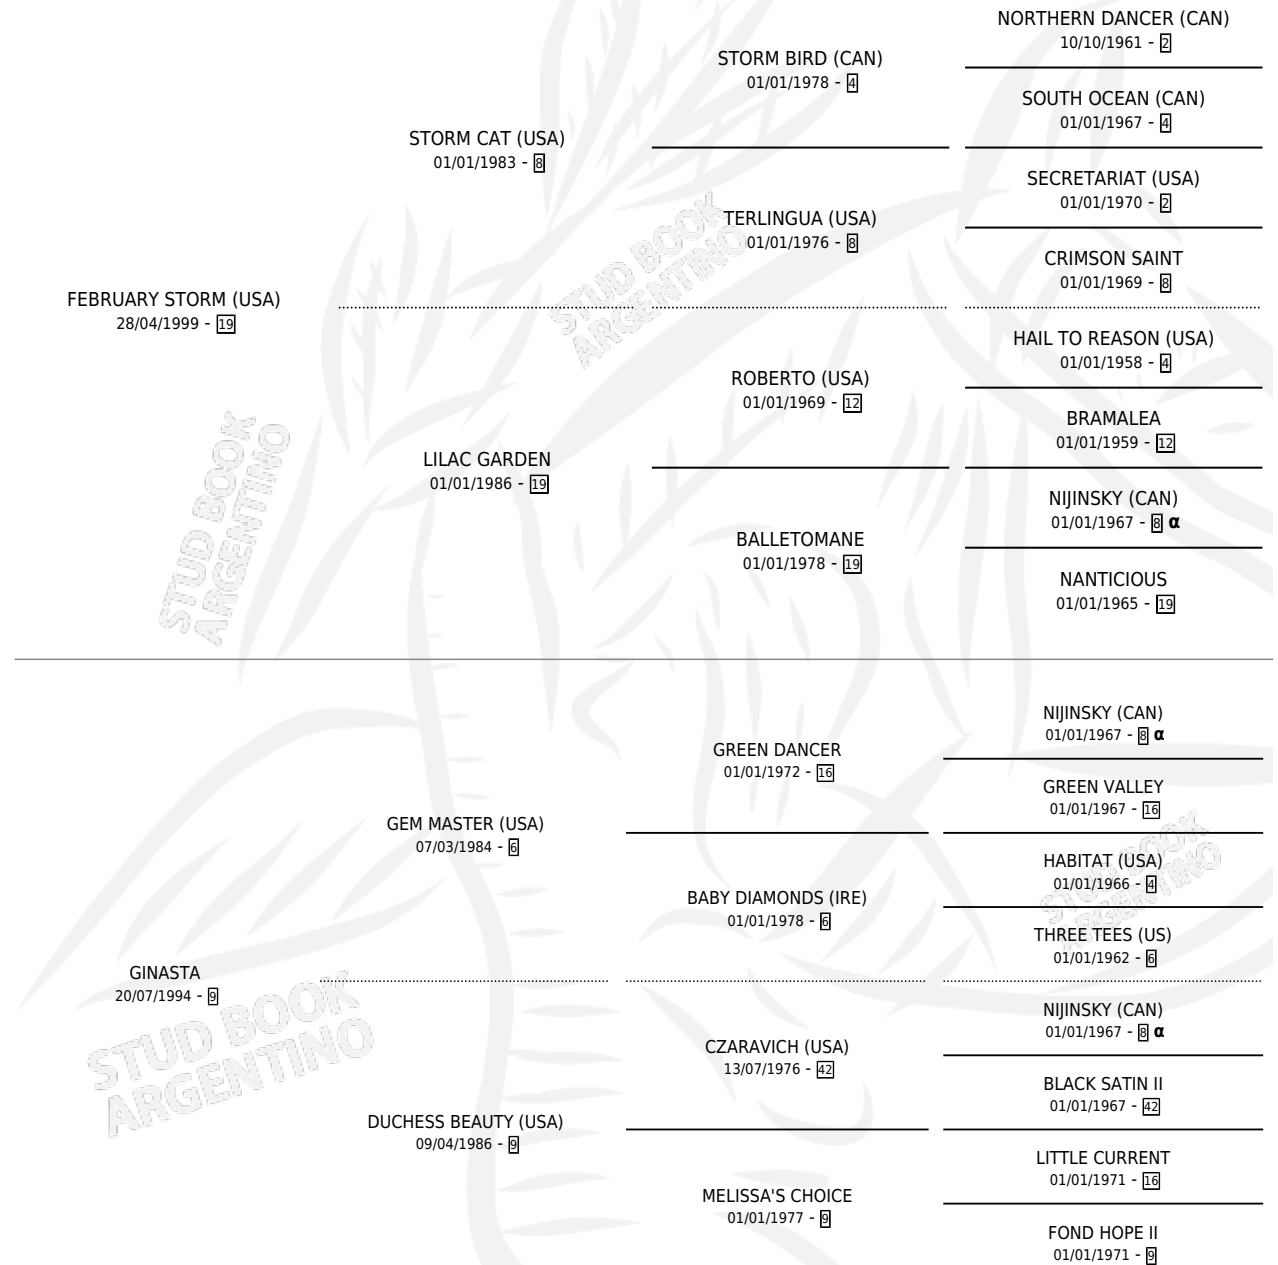 NORTHERN DANCER (CAN)
10/10/1961 - 2
STORM BIRD (CAN)
01/01/1978 - 4
SOUTH OCEAN (CAN)
01/01/1967 - 4
STORM CAT (USA)
01/01/1983 - 8
SECRETARIAT (USA)
01/01/1970 - 2
TERLINGUA (USA)
01/01/1976 - 8
CRIMSON SAINT
01/01/1969 - 8
STUD BOOK
ARGENTINO
FEBRUARY STORM (USA)
28/04/1999 - 19
HAIL TO REASON (USA)
01/01/1958 - 4
ROBERTO (USA)
01/01/1969 - 12
BRAMALEA
01/01/1959 - 12
LILAC GARDEN
01/01/1986 - 19
NIJINSKY (CAN)
01/01/1967 - 8 α
BALLETOMANE
01/01/1978 - 19
NANTICIOUS
01/01/1965 - 19
STUD BOOK
ARGENTINO
NIJINSKY (CAN)
01/01/1967 - 8 α
GREEN DANCER
01/01/1972 - 16
GREEN VALLEY
01/01/1967 - 16
GEM MASTER (USA)
07/03/1984 - 6
HABITAT (USA)
01/01/1966 - 4
BABY DIAMONDS (IRE)
01/01/1978 - 6
THREE TEES (US)
01/01/1962 - 6
STUD BOOK
ARGENTINO
GINASTA
20/07/1994 - 9
NIJINSKY (CAN)
01/01/1967 - 8 α
CZARAVICH (USA)
13/07/1976 - 42
BLACK SATIN II
01/01/1967 - 42
STUD BOOK
ARGENTINO
DUCHESS BEAUTY (USA)
09/04/1986 - 9
LITTLE CURRENT
01/01/1971 - 16
MELISSA'S CHOICE
01/01/1977 - 9
FOND HOPE II
01/01/1971 - 9